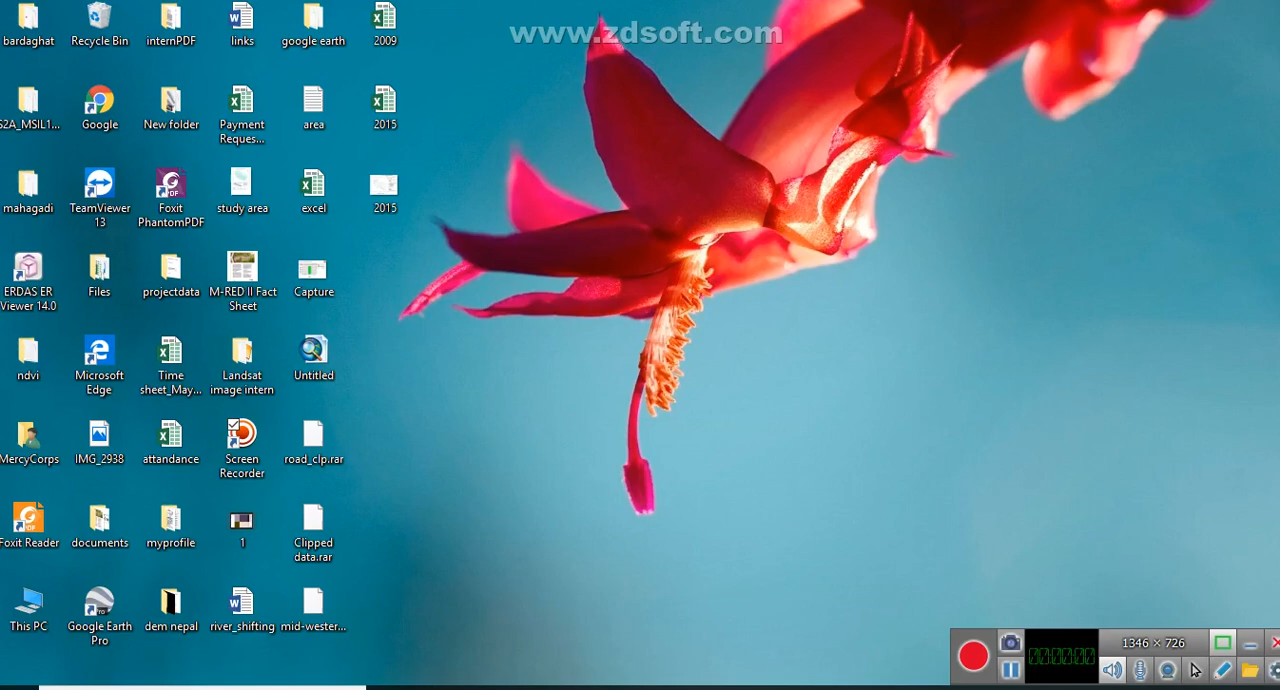 www.zdsoft.com
bardaghat
Recycle Bin
internPDF
links
google earth
2009
S2A_MSIL1...
Google
New folder
Payment
Reques...
area
2015
mahagadi
TeamViewer
13
Foxit
PhantomPDF
study area
excel
2015
ERDAS ER
Viewer 14.0
Files
projectdata
M-RED II Fact
Sheet
Capture
ndvi
Microsoft
Edge
Time
sheet_May...
Landsat
image intern
Untitled
MercyCorps
IMG_2938
attandance
Screen
Recorder
road_clp.rar
Foxit Reader
documents
myprofile
1
Clipped
data.rar
This PC
Google Earth
Pro
dem nepal
river_shifting
mid-wester...
1346 × 726